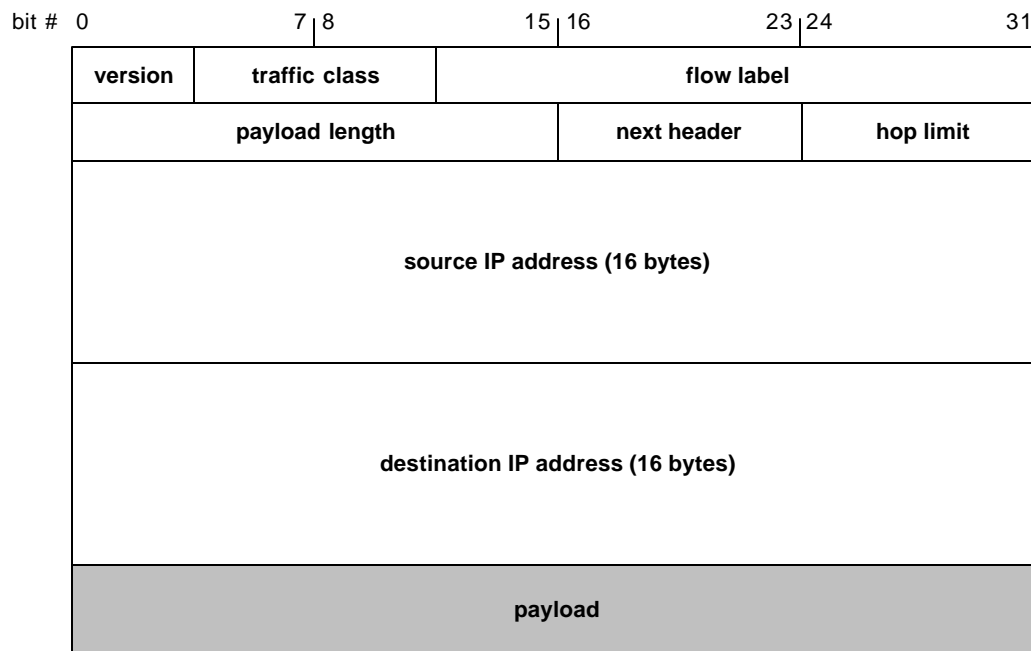 bit # 0 7 8 15 16 23 24 31
version traffic class flow label
payload length next header hop limit
source IP address (16 bytes)
destination IP address (16 bytes)
payload